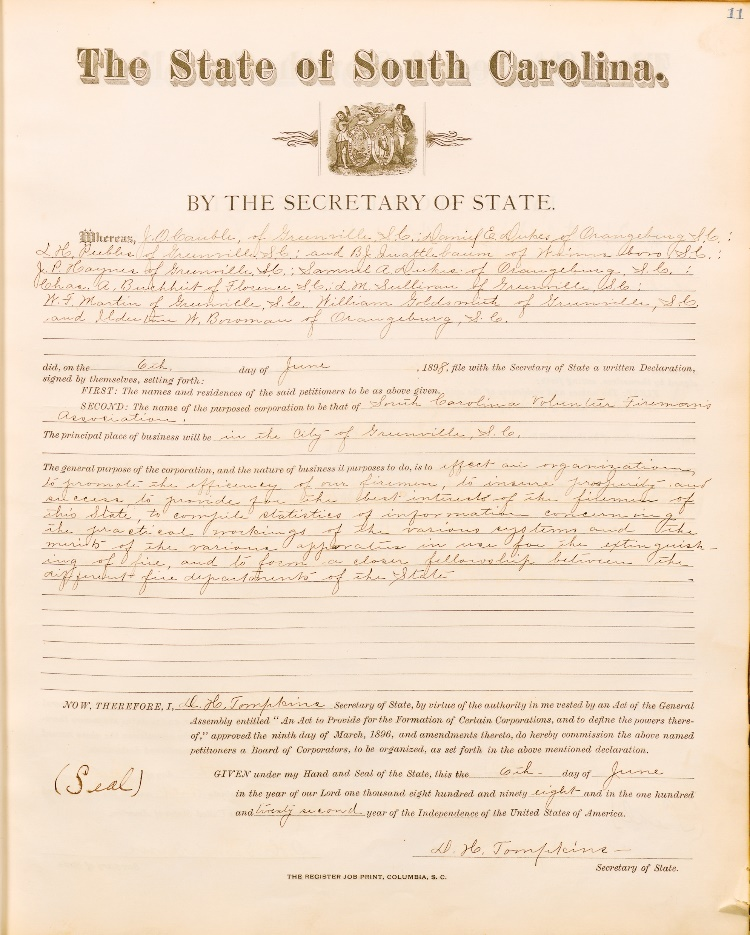 11
The State of South Carolina.
BY THE SECRETARY OF STATE.
Whereas, J. O. Cauble, of Greenville S.C.; Daniel E. Dukes of Orangeburg S.C.;
L. H. Peebles of Greenville S.C.; and B. J. Quattlebaum of Winnsboro S.C.;
J. P. Haynes of Greenville, S.C.; Samuel A. Dukes of Orangeburg, S.C.;
Chas. A. Burchhist of Florence S.C.; L. M. Sullivan of Greenville S.C.;
W. F. Martin of Greenville, S.C. William Goldsmith of Greenville, S.C.
and W. Bowman of Orangeburg, S.C.
did, on the 6th. day of June, 1898, file with the Secretary of State a written Declaration,
signed by themselves, setting forth:
FIRST: The names and residences of the said petitioners to be as above given.
SECOND: The name of the purposed corporation to be that of South Carolina Volunteer Firemans
Association.
The principal place of business will be in the City of Greenville, S.C.
The general purpose of the corporation, and the nature of business it purposes to do, is to effect an organization,
to promote the efficiency of our firemen, to insure prosperity and
success, to provide for the best interests of the firemen of
this State, to compile statistics of information concerning
the practical workings of the various systems and the
merits of the various apparatus in use for the extinguish-
ing of fire, and to form a closer fellowship between the
different fire departments of the State
NOW, THEREFORE, I, D. H. Tompkins Secretary of State, by virtue of the authority in me vested by an Act of the General
Assembly entitled "An Act to Provide for the Formation of Certain Corporations, and to define the powers there-
of," approved the ninth day of March, 1896, and amendments thereto, do hereby commission the above named
petitioners a Board of Corporators, to be organized, as set forth in the above mentioned declaration.
(Seal)
GIVEN under my Hand and Seal of the State, this the 6th day of June
in the year of our Lord one thousand eight hundred and ninety eight and in the one hundred
and twenty second year of the Independence of the United States of America.
D. H. Tompkins
Secretary of State.
THE REGISTER JOB PRINT, COLUMBIA, S. C.